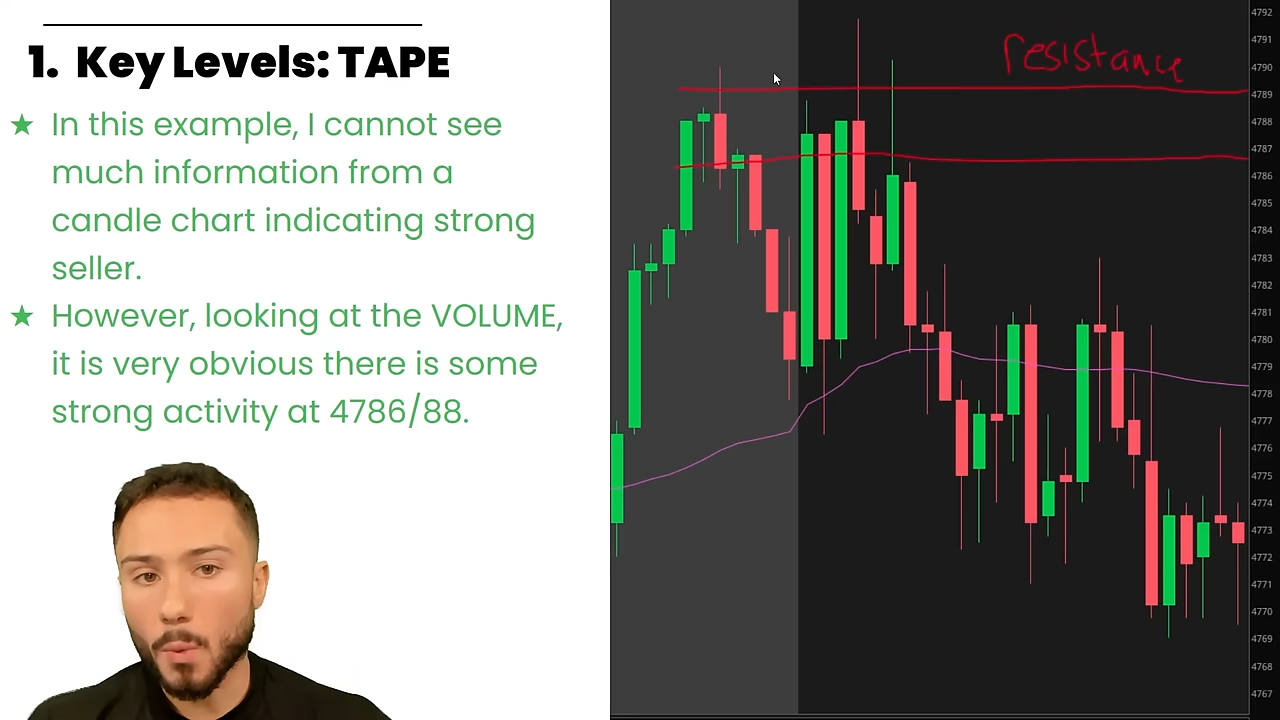 1. Key Levels: TAPE
★ In this example, I cannot see
much information from a
candle chart indicating strong
seller.
★ However, looking at the VOLUME,
it is very obvious there is some
strong activity at 4786/88.
resistance
4792
4791
4790
4789
4788
4787
4786
4785
4784
4783
4782
4781
4780
4779
4778
4777
4776
4775
4774
4773
4772
4771
4770
4769
4768
4767